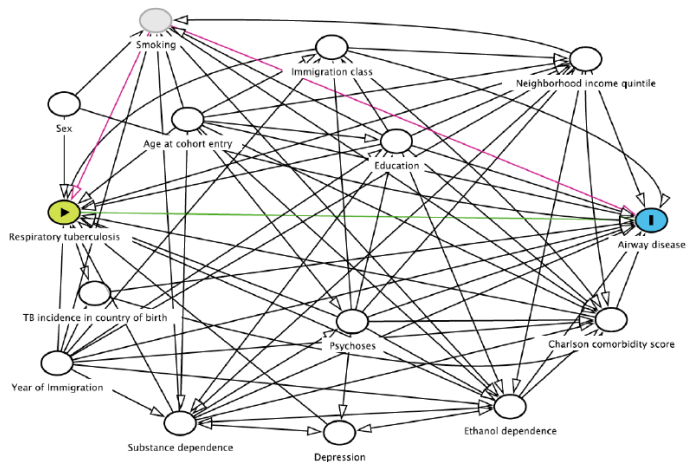 Smoking
Immigration class
Neighborhood income quintile
Sex
Age at cohort entry
Education
Respiratory tuberculosis
Airway disease
TB incidence in country of birth
Psychoses
Charlson comorbidity score
Year of Immigration
Substance dependence
Ethanol dependence
Depression